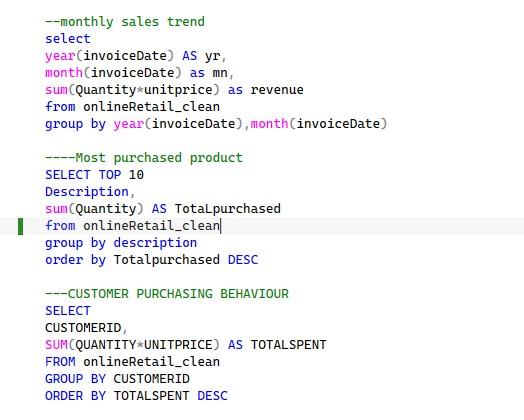 --monthly sales trend
select
year(invoiceDate) AS yr,
month(invoiceDate) as mn,
sum(Quantity*unitprice) as revenue
from onlineRetail_clean
group by year(invoiceDate),month(invoiceDate)
----Most purchased product
SELECT TOP 10
Description,
sum(Quantity) AS TotaLpurchased
from onlineRetail_clean
group by description
order by Totalpurchased DESC
---CUSTOMER PURCHASING BEHAVIOUR
SELECT
CUSTOMERID,
SUM(QUANTITY*UNITPRICE) AS TOTALSPENT
FROM onlineRetail_clean
GROUP BY CUSTOMERID
ORDER BY TOTALSPENT DESC